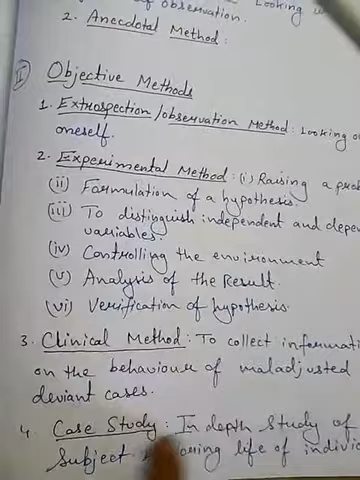 of observation. Looking
2. Anecdotal Method:
II Objective Methods
1. Extrospection/observation Method: Looking
oneself.
2. Experimental Method: (i) Raising a
(ii) Formulation of a hypothesis.
(iii) To distinguish independent and
variables.
(iv) Controlling the environment
(v) Analysis of the Result.
(vi) Verification of hypothesis.
3. Clinical Method: To collect
on the behaviour of maladjusted
deviant cases.
4. Case Study: In depth study of
Subject life of